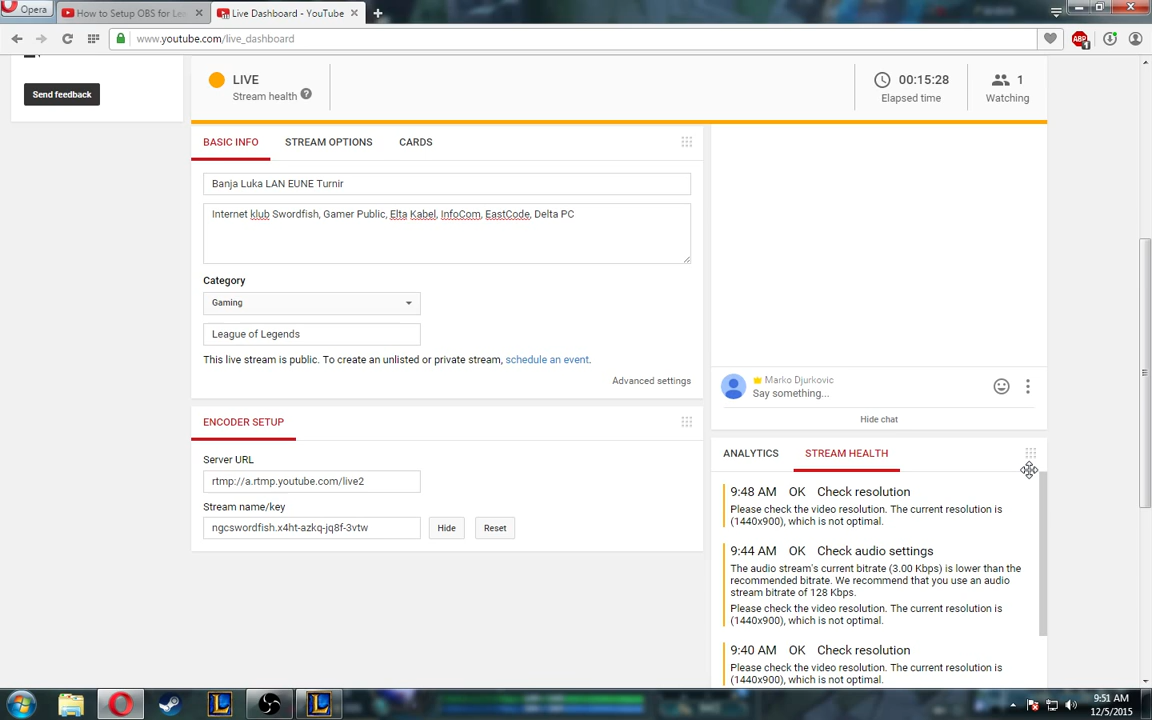 Opera
How to Setup OBS for Lea
Live Dashboard - YouTube
www.youtube.com/live_dashboard
ABP
1
Send feedback
LIVE
Stream health
00:15:28
Elapsed time
1
Watching
BASIC INFO
STREAM OPTIONS
CARDS
Banja Luka LAN EUNE Turnir
Internet klub Swordfish, Gamer Public, Elta Kabel, InfoCom, EastCode, Delta PC
Category
Gaming
League of Legends
This live stream is public. To create an unlisted or private stream, schedule an event.
Advanced settings
Marko Djurkovic
Say something...
Hide chat
ENCODER SETUP
Server URL
rtmp://a.rtmp.youtube.com/live2
Stream name/key
ngcswordfish.x4ht-azkq-jq8f-3vtw
Hide
Reset
ANALYTICS
STREAM HEALTH
9:48 AM OK Check resolution
Please check the video resolution. The current resolution is
(1440x900), which is not optimal.
9:44 AM OK Check audio settings
The audio stream's current bitrate (3.00 Kbps) is lower than the
recommended bitrate. We recommend that you use an audio
stream bitrate of 128 Kbps.
Please check the video resolution. The current resolution is
(1440x900), which is not optimal.
9:40 AM OK Check resolution
Please check the video resolution. The current resolution is
(1440x900), which is not optimal.
9:51 AM
12/5/2015